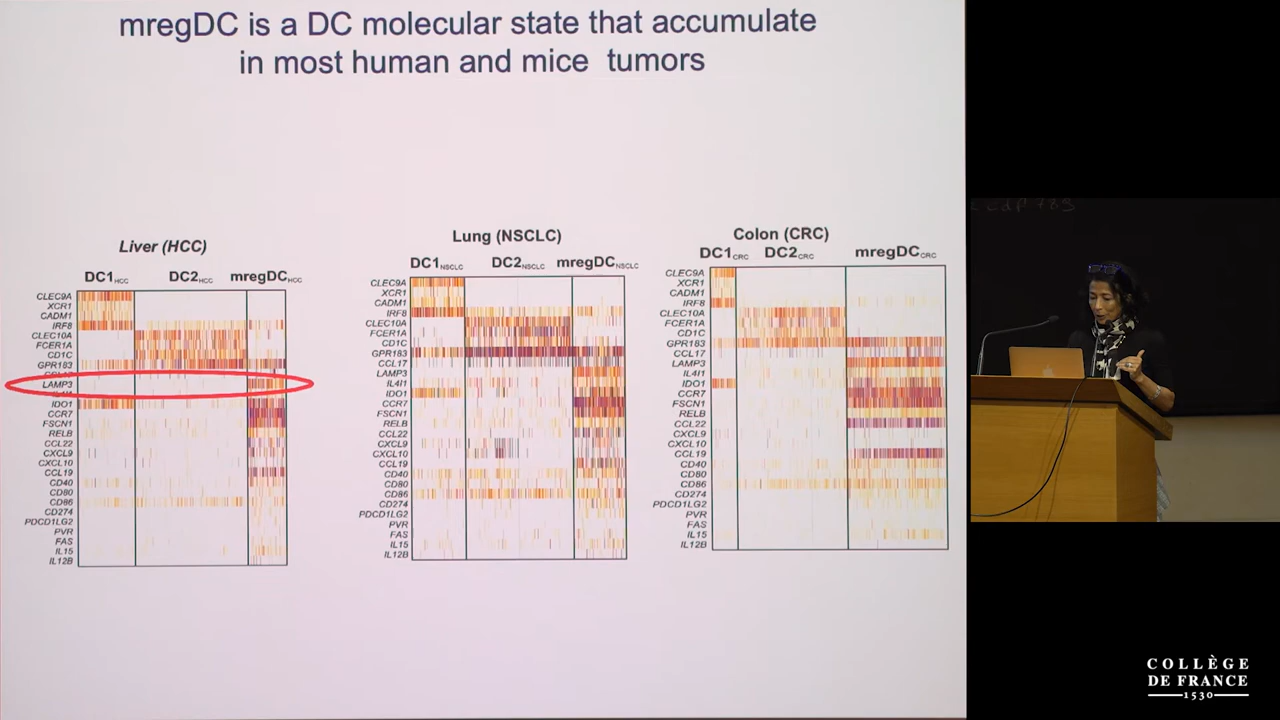 mregDC is a DC molecular state that accumulate
in most human and mice tumors
Liver (HCC)
DC1HCC DC2HCC mregDCHCC
CLEC9A
XCR1
CADM1
IRF8
CLEC10A
FCER1A
CD1C
GPR183
LAMP3
IDO1
CCR7
FSCN1
RELB
CCL22
CXCL9
CXCL10
CCL19
CD40
CD80
CD86
CD274
PDCD1LG2
PVR
FAS
IL15
IL12B
Lung (NSCLC)
DC1NSCLC DC2NSCLC mregDCNSCLC
CLEC9A
XCR1
CADM1
IRF8
CLEC10A
FCER1A
CD1C
GPR183
CCL17
LAMP3
IL4I1
IDO1
CCR7
FSCN1
RELB
CCL22
CXCL9
CXCL10
CCL19
CD40
CD80
CD86
CD274
PDCD1LG2
PVR
FAS
IL15
IL12B
Colon (CRC)
DC1CRC DC2CRC mregDCCRC
CLEC9A
XCR1
CADM1
IRF8
CLEC10A
FCER1A
CD1C
GPR183
CCL17
LAMP3
IL4I1
IDO1
CCR7
FSCN1
RELB
CCL22
CXCL9
CXCL10
CCL19
CD40
CD80
CD86
CD274
PDCD1LG2
PVR
FAS
IL15
IL12B
COLLÈGE
DE FRANCE
1530